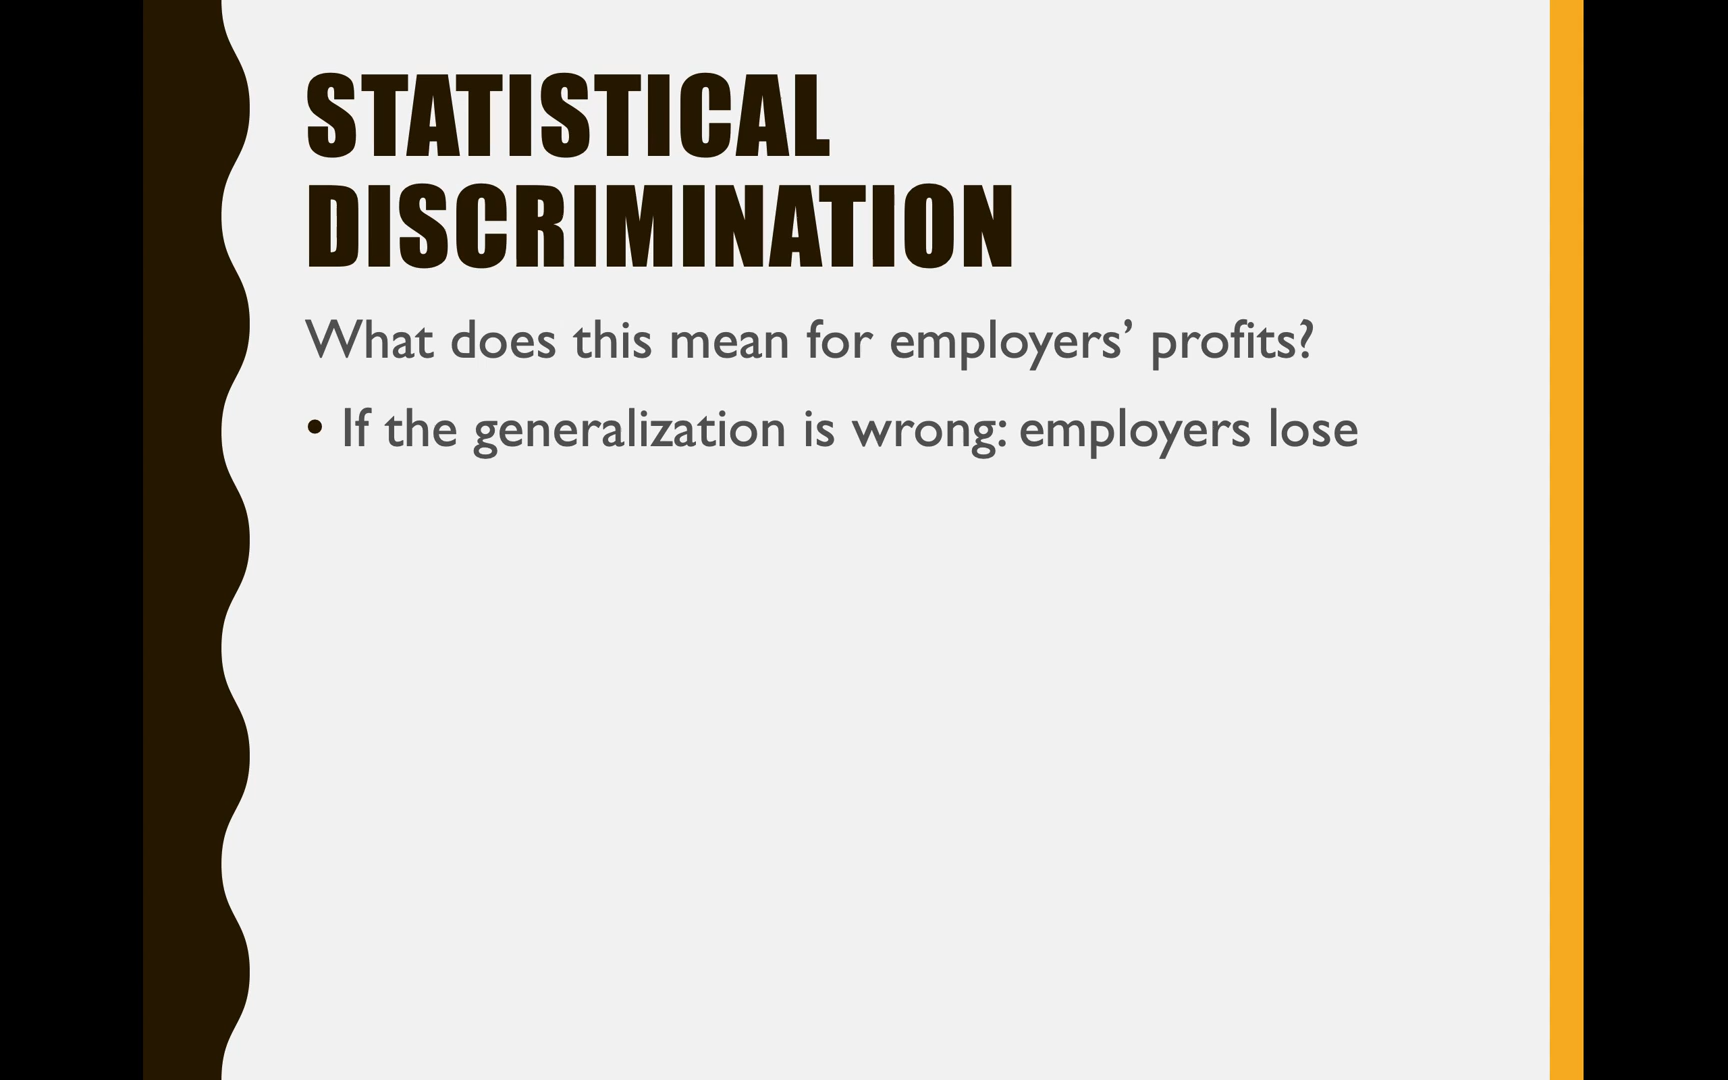 STATISTICAL
DISCRIMINATION
What does this mean for employers’ profits?
• If the generalization is wrong: employers lose